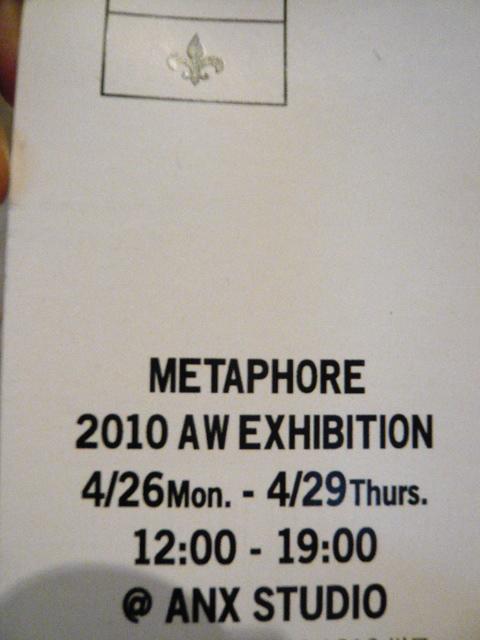 METAPHORE
2010 AW EXHIBITION
4/26Mon. - 4/29Thurs.
12:00 - 19:00
@ ANX STUDIO